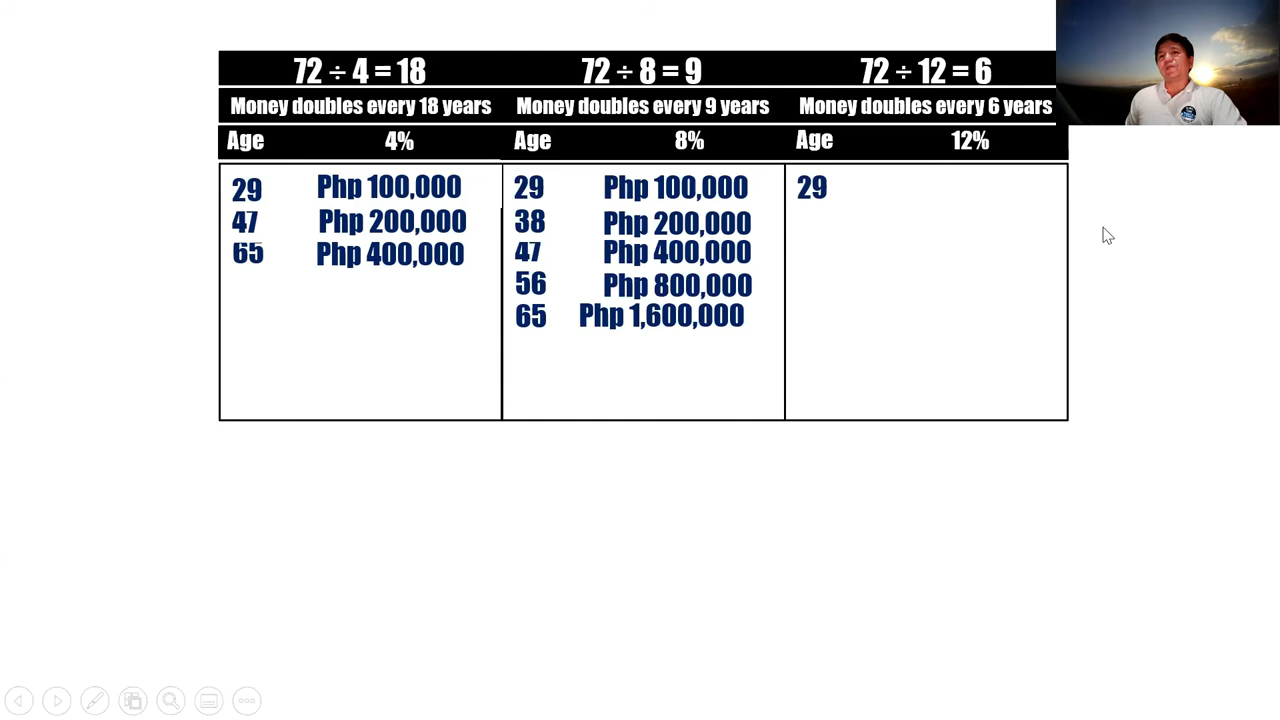 72 ÷ 4 = 18
Money doubles every 18 years
Age 4%
29 Php 100,000
47 Php 200,000
65 Php 400,000
72 ÷ 8 = 9
Money doubles every 9 years
Age 8%
29 Php 100,000
38 Php 200,000
47 Php 400,000
56 Php 800,000
65 Php 1,600,000
72 ÷ 12 = 6
Money doubles every 6 years
Age 12%
29